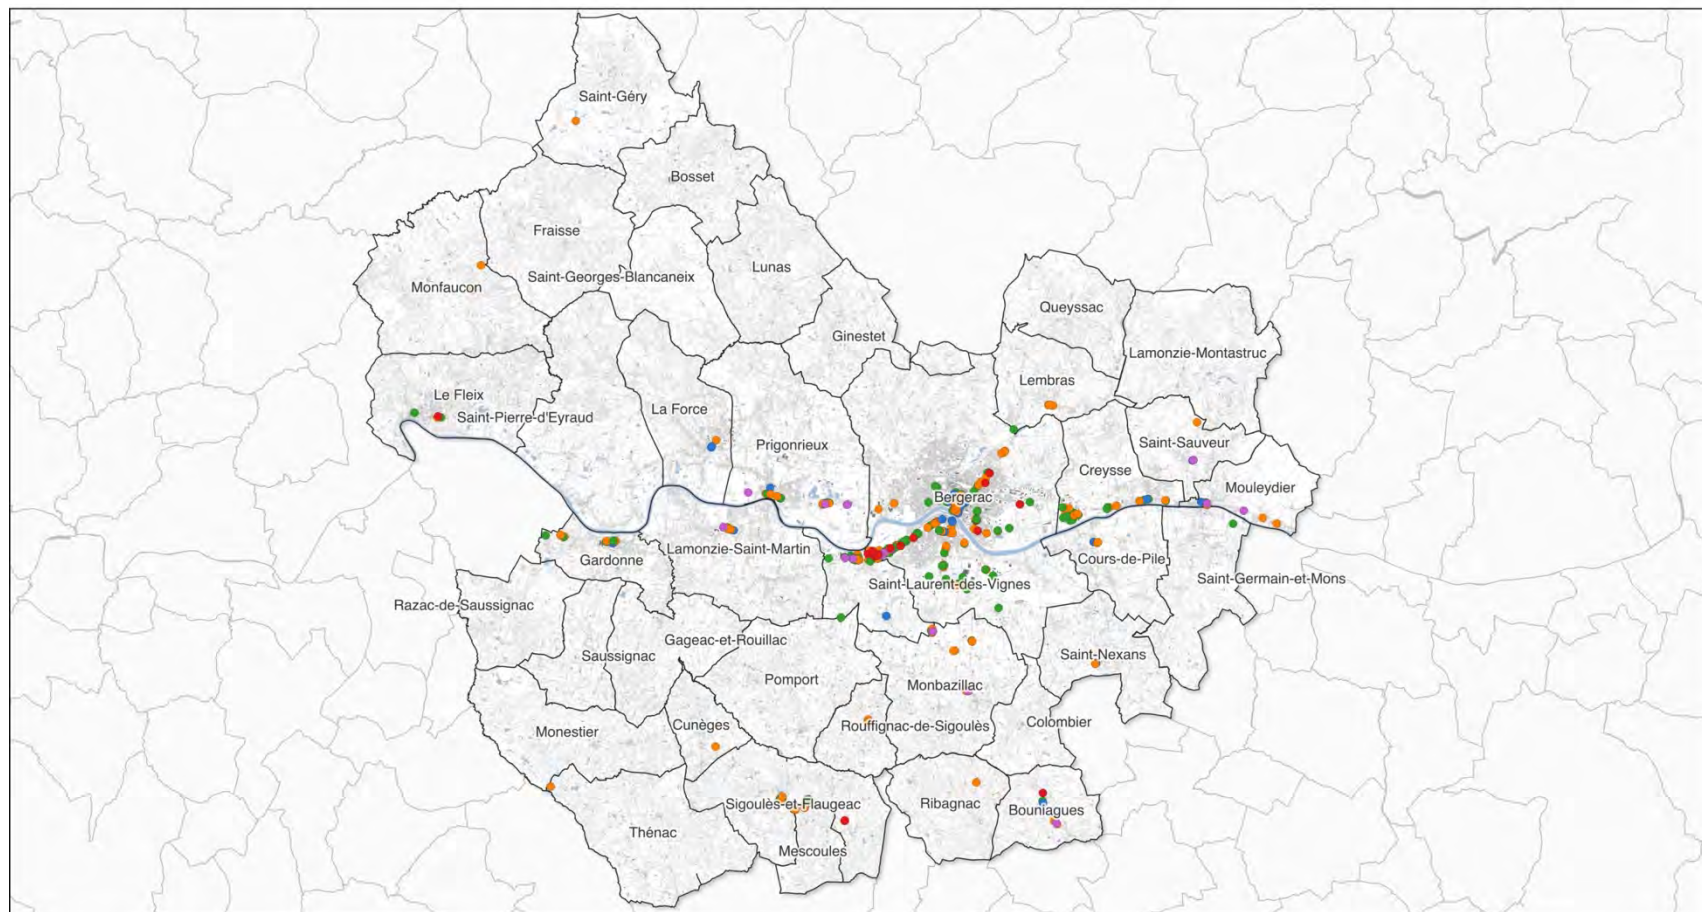 Saint-Géry
Bosset
Fraisse
Lunas
Saint-Georges-Blancaneix
Monfaucon
Queyssac
Ginestet
Lamonzie-Montastruc
Lembras
Le Fleix
La Force
Saint-Pierre-d'Eyraud
Prigonrieux
Saint-Sauveur
Creysse
Mouleydier
Bergerac
Lamonzie-Saint-Martin
Gardonne
Cours-de-Pile
Saint-Laurent-des-Vignes
Saint-Germain-et-Mons
Razac-de-Saussignac
Gageac-et-Rouillac
Saussignac
Saint-Nexans
Pomport
Monbazillac
Colombier
Cunèges
Rouffignac-de-Sigoulès
Monestier
Sigoulès-et-Flaugeac
Ribagnac
Bouniagues
Thénac
Mescoules